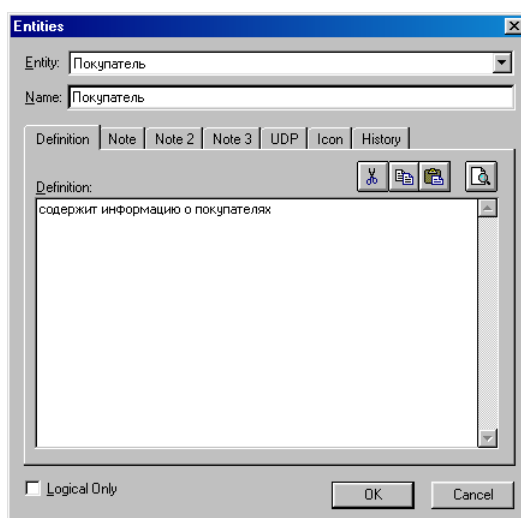 Entities
Entity: Покупатель
Name: Покупатель
Definition Note Note 2 Note 3 UDP Icon History
Definition:
содержит информацию о покупателях
Logical Only
OK Cancel